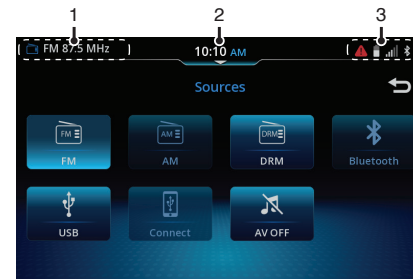 1 2 3
FM 87.5 MHz 10:10 AM
Sources
FM AM DRM
FM AM DRM Bluetooth
USB Connect AV OFF